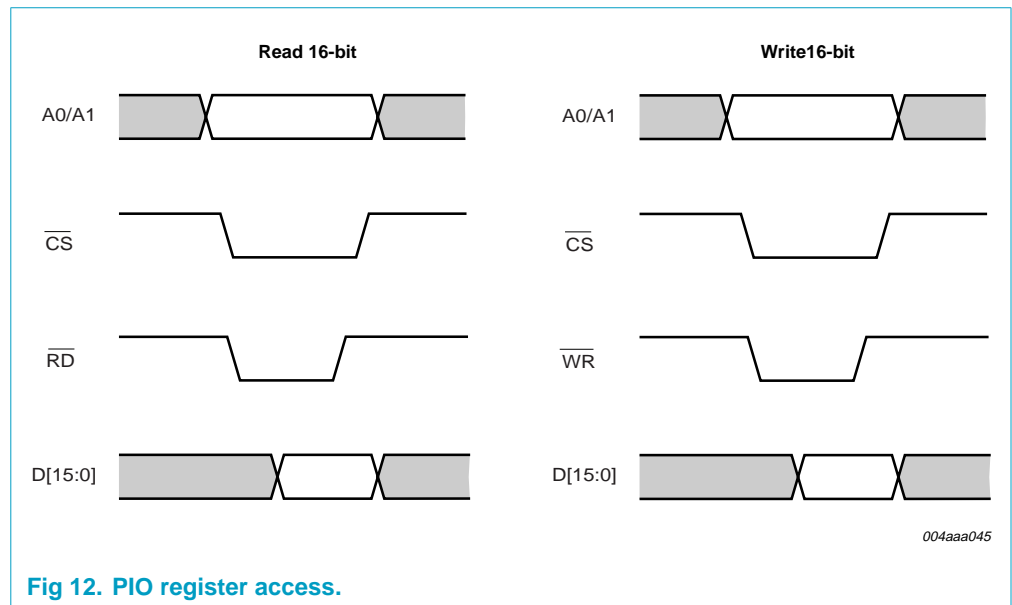 Read 16-bit
Write16-bit
A0/A1
A0/A1
CS
CS
RD
WR
D[15:0]
D[15:0]
004aaa045
Fig 12. PIO register access.